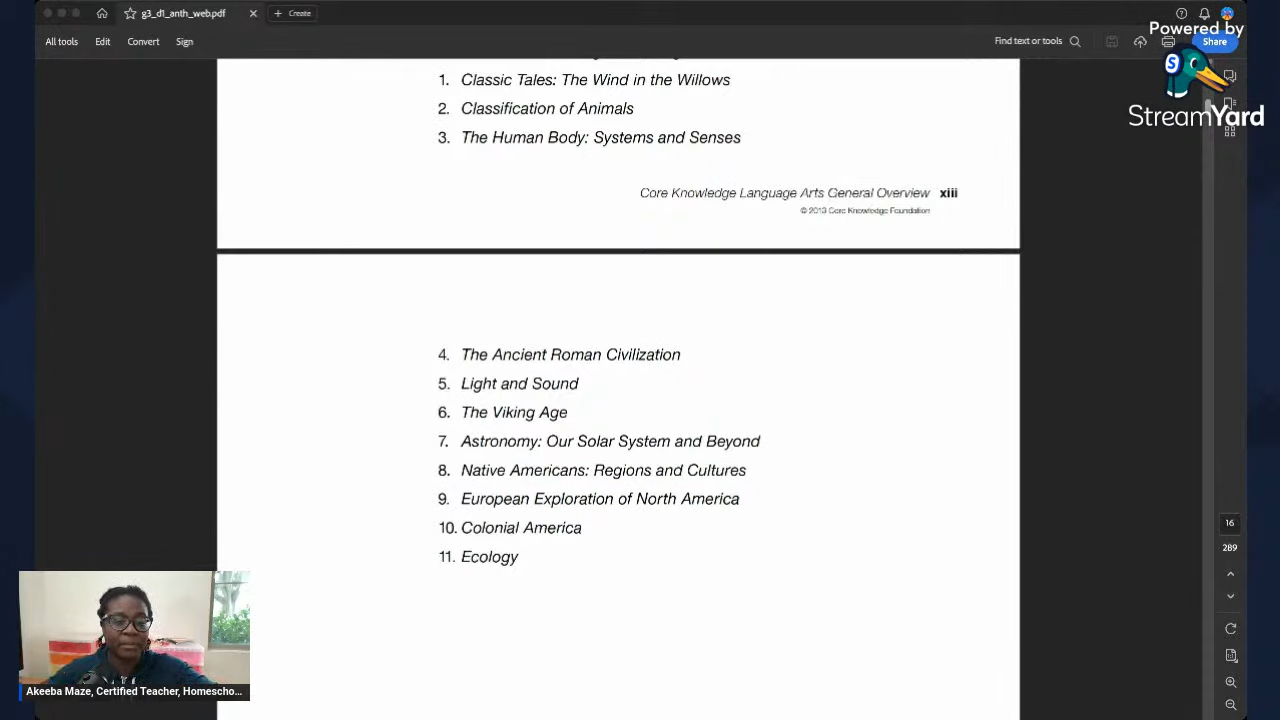 g3_d1_anth_web.pdf
Create
Powered by
All tools
Edit
Convert
Sign
Find text or tools
Share
StreamYard
1. Classic Tales: The Wind in the Willows
2. Classification of Animals
3. The Human Body: Systems and Senses
Core Knowledge Language Arts General Overview xiii
© 2013 Core Knowledge Foundation
4. The Ancient Roman Civilization
5. Light and Sound
6. The Viking Age
7. Astronomy: Our Solar System and Beyond
8. Native Americans: Regions and Cultures
9. European Exploration of North America
10. Colonial America
11. Ecology
16
289
Akeeba Maze, Certified Teacher, Homescho...